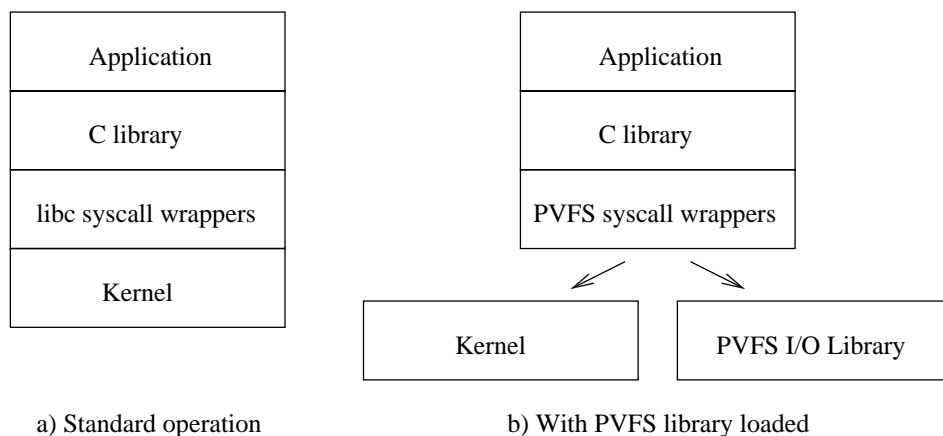 Application
C library
libc syscall wrappers
Kernel
a) Standard operation
Application
C library
PVFS syscall wrappers
Kernel
PVFS I/O Library
b) With PVFS library loaded